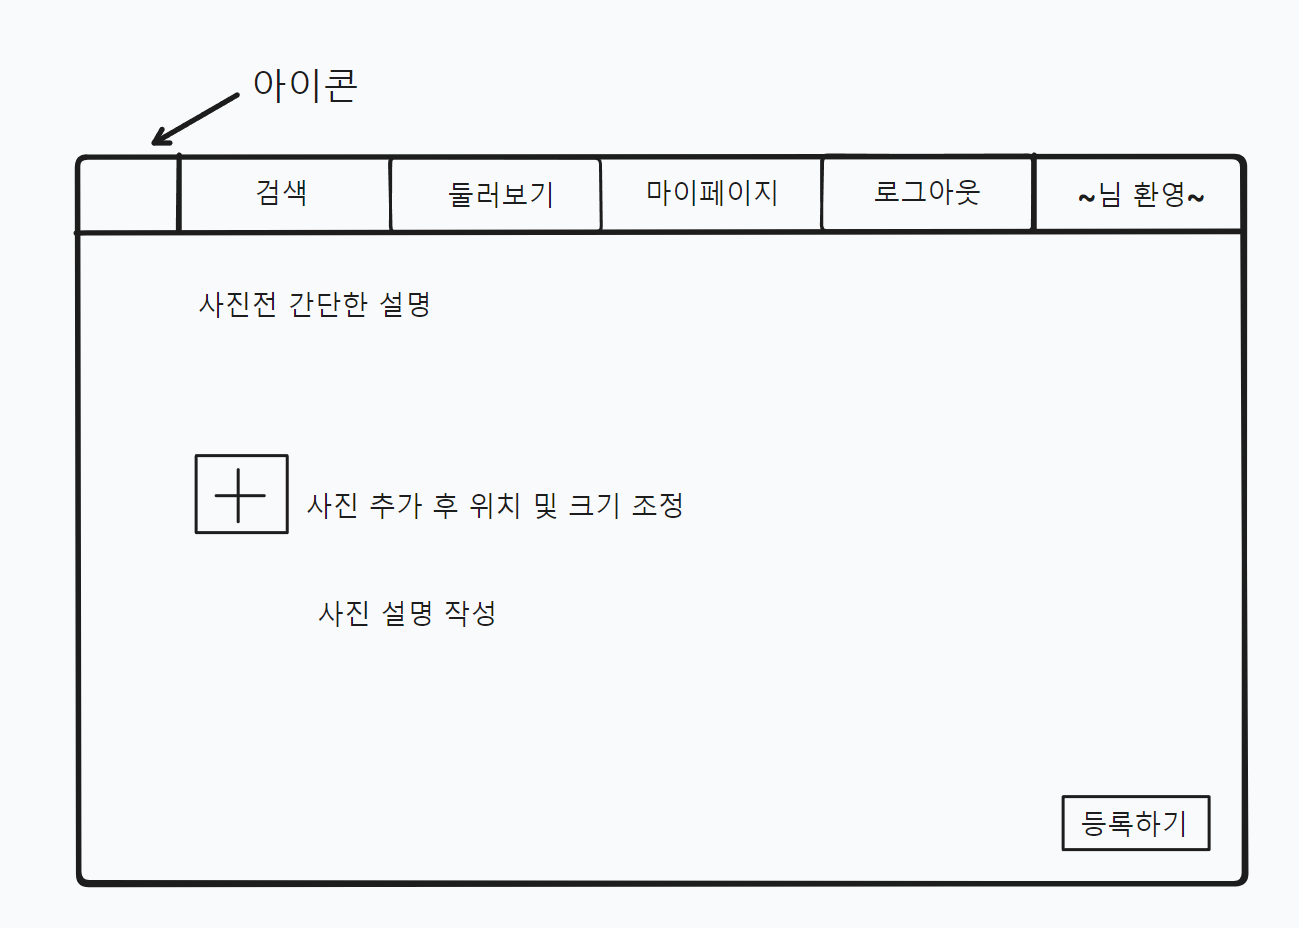 아이콘
검색
둘러보기
마이페이지
로그아웃
~님 환영~
사진전 간단한 설명
사진 추가 후 위치 및 크기 조정
사진 설명 작성
등록하기